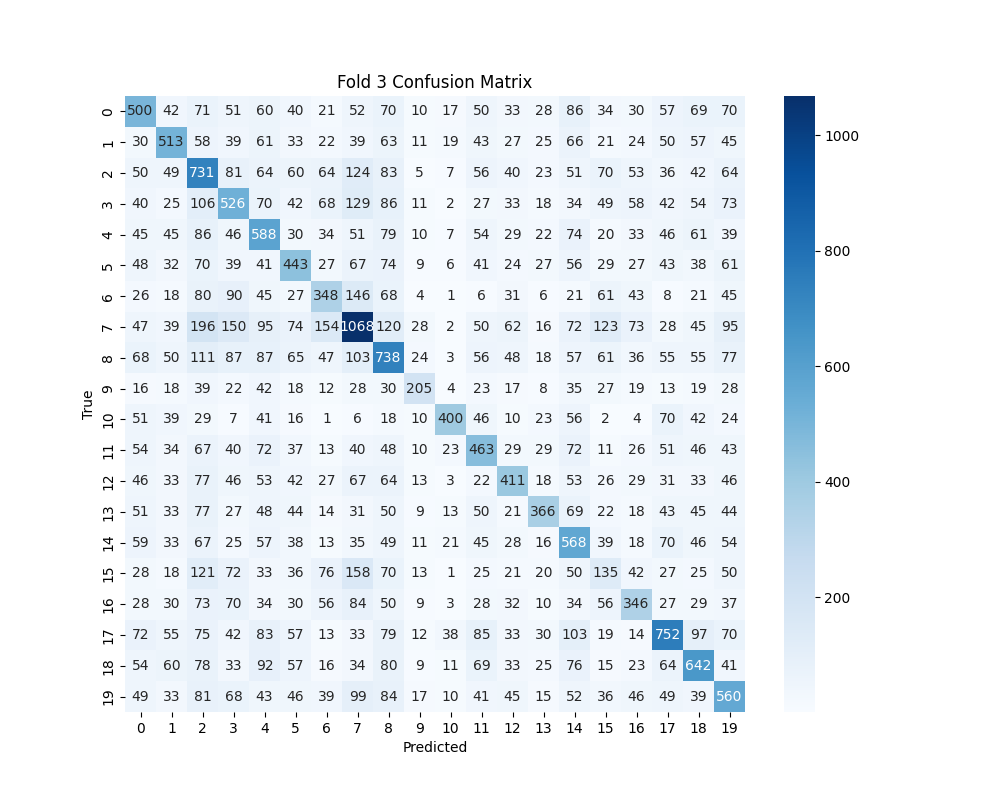 Fold 3 Confusion Matrix
0 500 42 71 51 60 40 21 52 70 10 17 50 33 28 86 34 30 57 69 70
1 30 513 58 39 61 33 22 39 63 11 19 43 27 25 66 21 24 50 57 45
2 50 49 731 81 64 60 64 124 83 5 7 56 40 23 51 70 53 36 42 64
3 40 25 106 526 70 42 68 129 86 11 2 27 33 18 34 49 58 42 54 73
4 45 45 86 46 588 30 34 51 79 10 7 54 29 22 74 20 33 46 61 39
5 48 32 70 39 41 443 27 67 74 9 6 41 24 27 56 29 27 43 38 61
6 26 18 80 90 45 27 348 146 68 4 1 6 31 6 21 61 43 8 21 45
7 47 39 196 150 95 74 154 1068 120 28 2 50 62 16 72 123 73 28 45 95
8 68 50 111 87 87 65 47 103 738 24 3 56 48 18 57 61 36 55 55 77
9 16 18 39 22 42 18 12 28 30 205 4 23 17 8 35 27 19 13 19 28
10 51 39 29 7 41 16 1 6 18 10 400 46 10 23 56 2 4 70 42 24
11 54 34 67 40 72 37 13 40 48 10 23 463 29 29 72 11 26 51 46 43
12 46 33 77 46 53 42 27 67 64 13 3 22 411 18 53 26 29 31 33 46
13 51 33 77 27 48 44 14 31 50 9 13 50 21 366 69 22 18 43 45 44
14 59 33 67 25 57 38 13 35 49 11 21 45 28 16 568 39 18 70 46 54
15 28 18 121 72 33 36 76 158 70 13 1 25 21 20 50 135 42 27 25 50
16 28 30 73 70 34 30 56 84 50 9 3 28 32 10 34 56 346 27 29 37
17 72 55 75 42 83 57 13 33 79 12 38 85 33 30 103 19 14 752 97 70
18 54 60 78 33 92 57 16 34 80 9 11 69 33 25 76 15 23 64 642 41
19 49 33 81 68 43 46 39 99 84 17 10 41 45 15 52 36 46 49 39 560
0 1 2 3 4 5 6 7 8 9 10 11 12 13 14 15 16 17 18 19
Predicted
True
1000
800
600
400
200